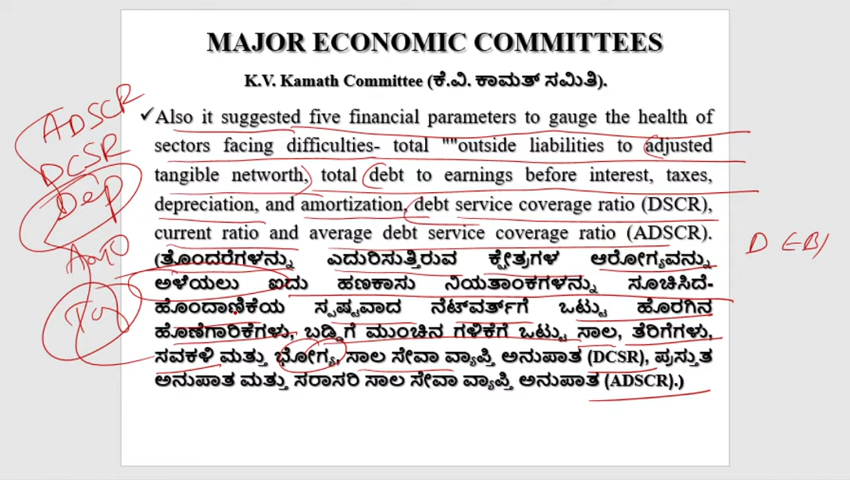 MAJOR ECONOMIC COMMITTEES
K.V. Kamath Committee (ಕೆ.ವಿ. ಕಾಮತ್ ಸಮಿತಿ).
✓Also it suggested five financial parameters to gauge the health of
sectors facing difficulties- total ""outside liabilities to adjusted
tangible networth, total debt to earnings before interest, taxes,
depreciation, and amortization, debt service coverage ratio (DSCR),
current ratio and average debt service coverage ratio (ADSCR).
(ತೊಂದರೆಗಳನ್ನು ಎದುರಿಸುತ್ತಿರುವ ಕ್ಷೇತ್ರಗಳ ಆರೋಗ್ಯವನ್ನು
ಅಳೆಯಲು ಐದು ಹಣಕಾಸು ನಿಯತಾಂಕಗಳನ್ನು ಸೂಚಿಸಿದೆ-
ಹೊಂದಾಣಿಕೆಯ ಸ್ಪಷ್ಟವಾದ ನೆಟ್‌ವರ್ತ್‌ಗೆ ಒಟ್ಟು ಹೊರಗಿನ
ಹೊಣೆಗಾರಿಕೆಗಳು, ಬಡ್ಡಿಗೆ ಮುಂಚಿನ ಗಳಿಕೆಗೆ ಒಟ್ಟು ಸಾಲ, ತೆರಿಗೆಗಳು,
ಸವಕಳಿ ಮತ್ತು ಭೋಗ್ಯ, ಸಾಲ ಸೇವಾ ವ್ಯಾಪ್ತಿ ಅನುಪಾತ (DCSR), ಪ್ರಸ್ತುತ
ಅನುಪಾತ ಮತ್ತು ಸರಾಸರಿ ಸಾಲ ಸೇವಾ ವ್ಯಾಪ್ತಿ ಅನುಪಾತ (ADSCR).)
ADSCR
DCSR
Dep